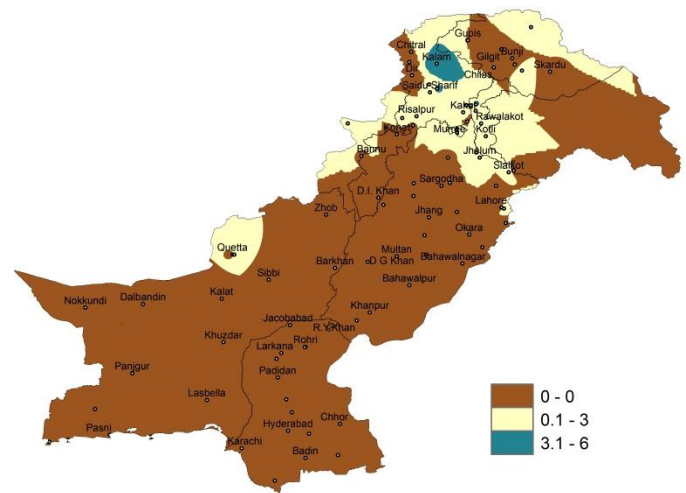 Gupis
Chitral
Bunji
Kalam
Gilgit
Skardu
Dir
Chilas
Saidu Sharif
Kakul
Risalpur
Rawalakot
Murree
Kotli
Kohat
Bannu
Jhelum
Sialkot
Sargodha
D.I. Khan
Lahore
Zhob
Jhang
Okara
Quetta
Multan
Barkhan
D G Khan
Bahawalnagar
Sibbi
Bahawalpur
Kalat
Dalbandin
Nokkundi
Khanpur
Jacobabad
R.Y.Khan
Khuzdar
Rohri
Larkana
Panjgur
Padidan
Lasbella
Chhor
Pasni
Hyderabad
Karachi
Badin
0 - 0
0.1 - 3
3.1 - 6